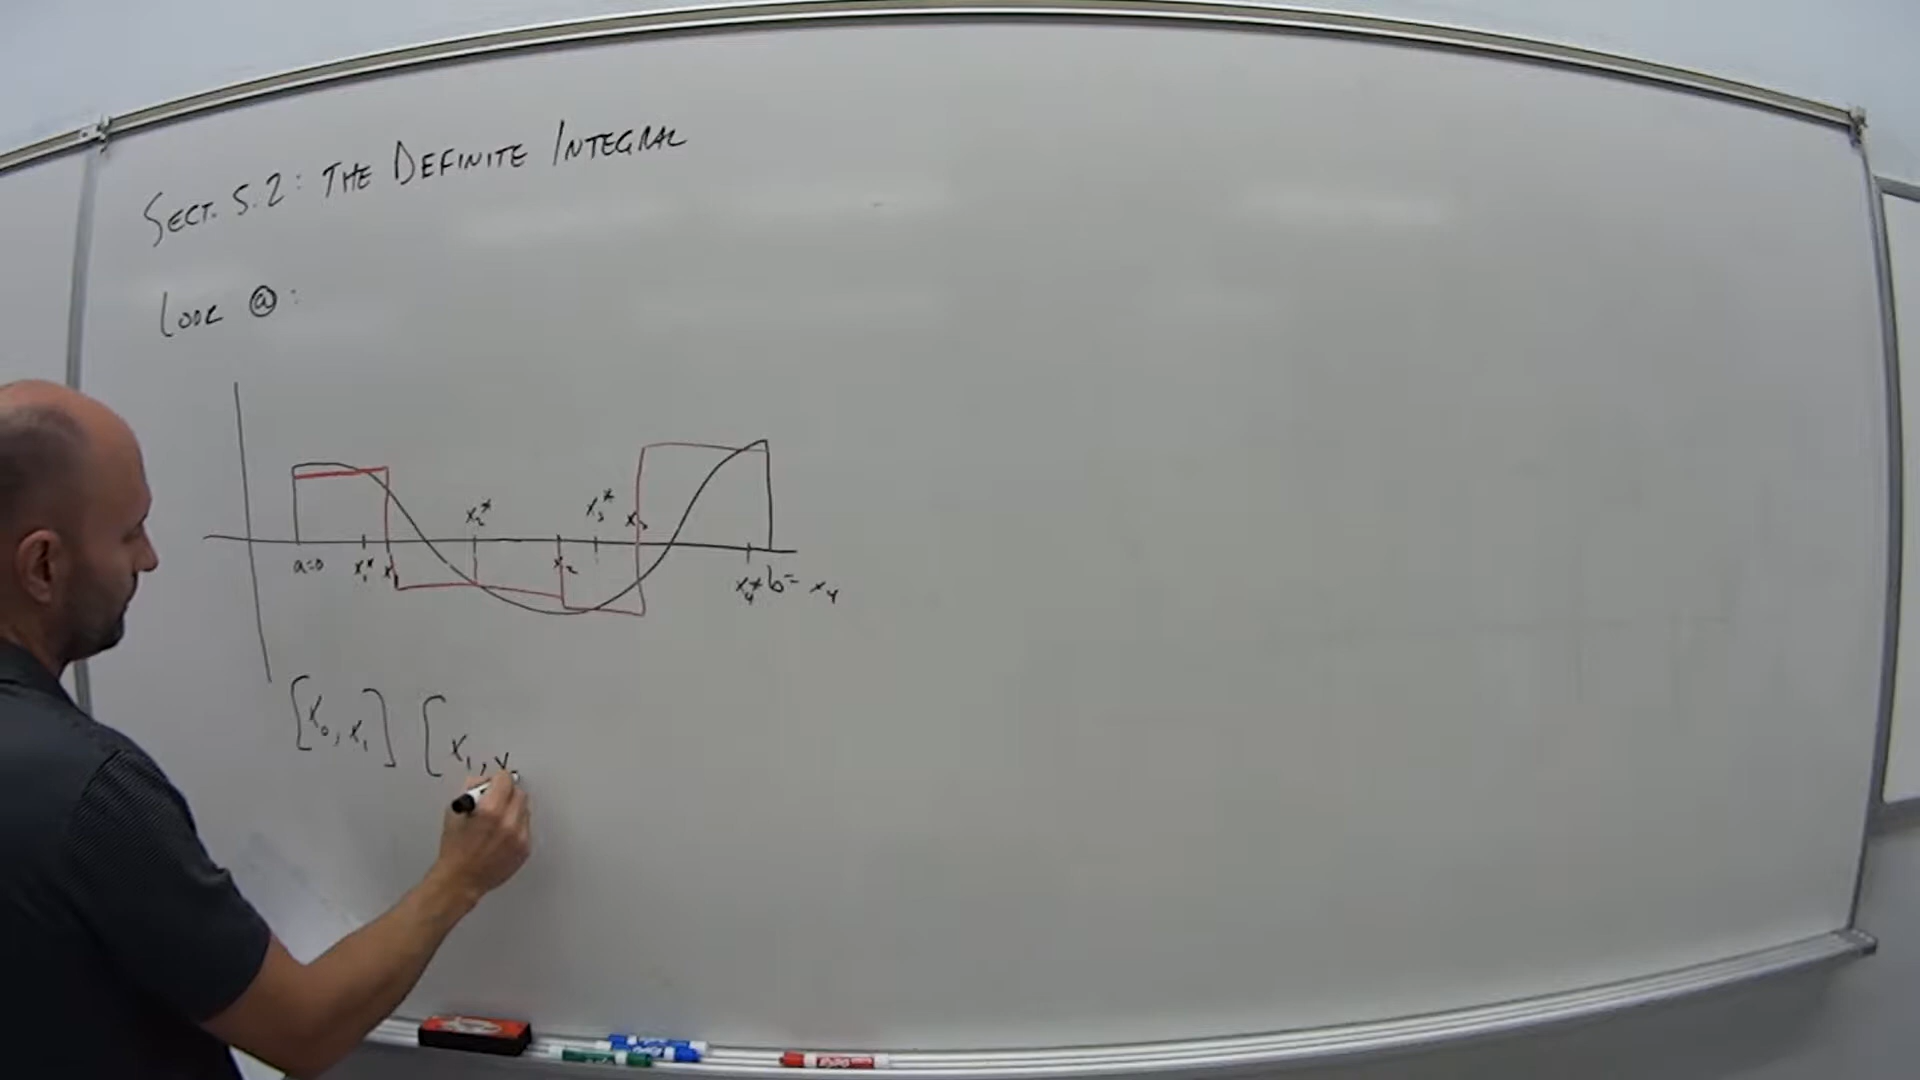 SECT. 5.2: THE DEFINITE INTEGRAL
LOOK @:
x₂* x₃* x₃
a=0 x₁* x₁ x₂ x₄* b= x₄
[x₀, x₁] [x₁, x
EXPO